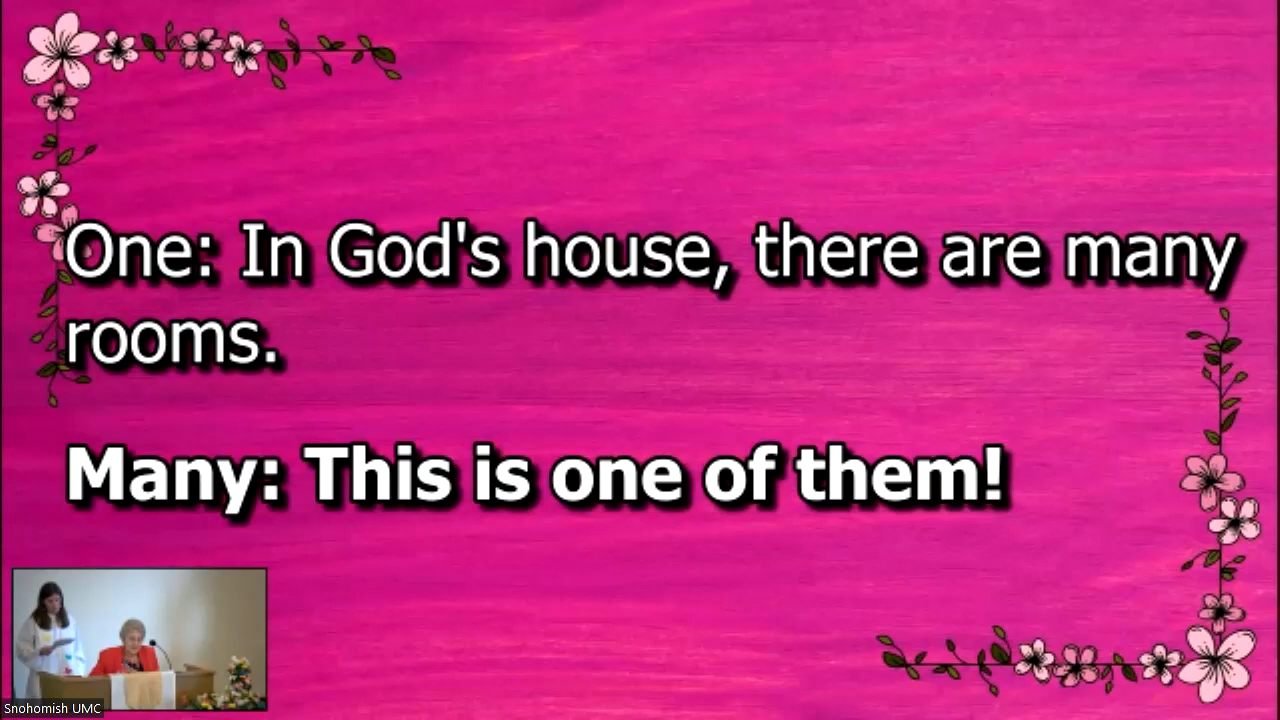 One: In God's house, there are many
rooms.
Many: This is one of them!
Snohomish UMC